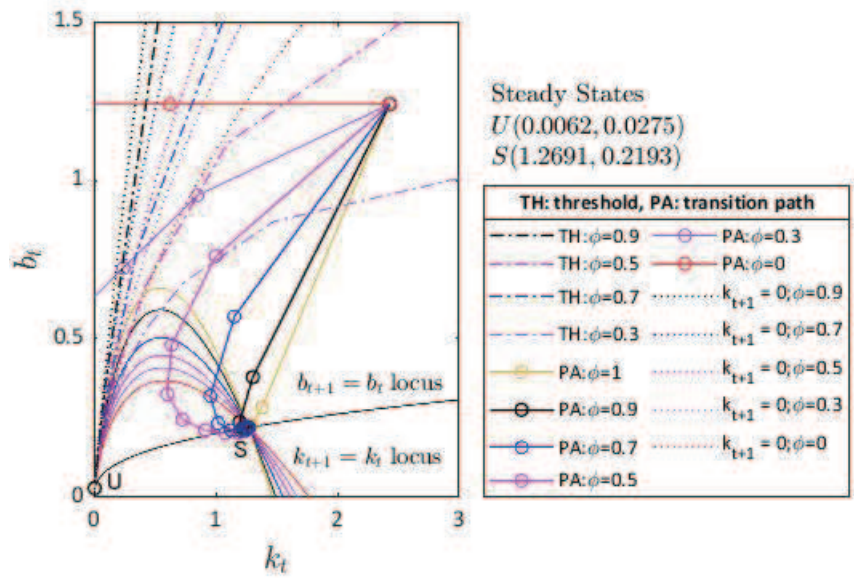 1.5
1
0.5
0
0
1
2
3
b_t
k_t
b_{t+1} = b_t locus
k_{t+1} = k_t locus
U
S
Steady States
U(0.0062, 0.0275)
S(1.2691, 0.2193)
TH: threshold, PA: transition path
TH:ϕ=0.9
TH:ϕ=0.5
TH:ϕ=0.7
TH:ϕ=0.3
PA:ϕ=1
PA:ϕ=0.9
PA:ϕ=0.7
PA:ϕ=0.5
PA:ϕ=0.3
PA:ϕ=0
k_{t+1} = 0;ϕ=0.9
k_{t+1} = 0;ϕ=0.7
k_{t+1} = 0;ϕ=0.5
k_{t+1} = 0;ϕ=0.3
k_{t+1} = 0;ϕ=0